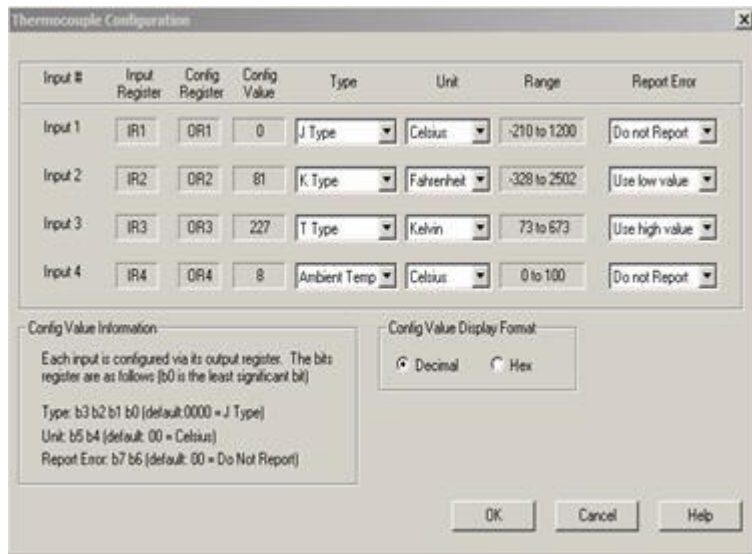 Thermocouple Configuration
Input # Input Register Config Register Config Value Type Unit Range Report Error
Input 1 IR1 OR1 0 J Type Celsius -210 to 1200 Do not Report
Input 2 IR2 OR2 81 K Type Fahrenheit -328 to 2502 Use low value
Input 3 IR3 OR3 227 T Type Kelvin 73 to 673 Use high value
Input 4 IR4 OR4 8 Ambient Temp Celsius 0 to 100 Do not Report
Config Value Information
Each input is configured via its output register. The bits
register are as follows (b0 is the least significant bit)
Type: b3 b2 b1 b0 (default:0000 = J Type)
Unit: b5 b4 (default: 00 = Celsius)
Report Error: b7 b6 (default: 00 = Do Not Report)
Config Value Display Format
Decimal Hex
OK Cancel Help